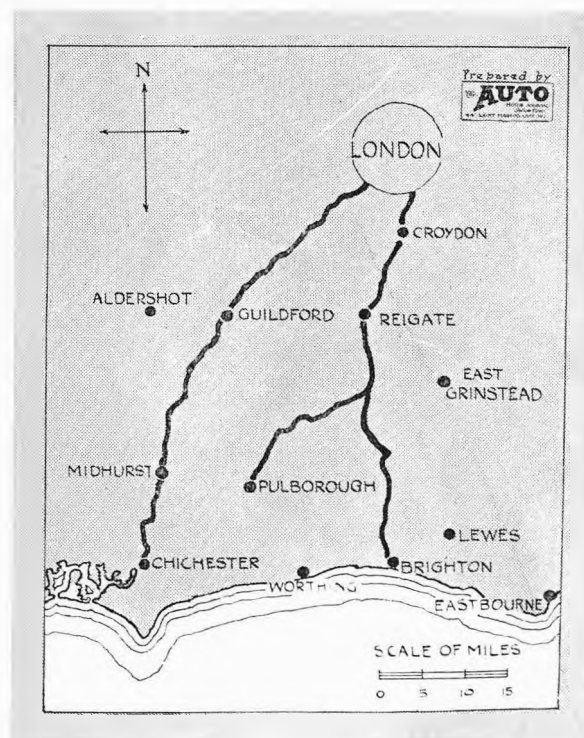 N
Prepared by
THE AUTO
LONDON
CROYDON
ALDERSHOT
GUILDFORD
REIGATE
EAST
GRINSTEAD
MIDHURST
PULBOROUGH
LEWES
CHICHESTER
BRIGHTON
WORTHING
EASTBOURNE
SCALE OF MILES
0 5 10 15